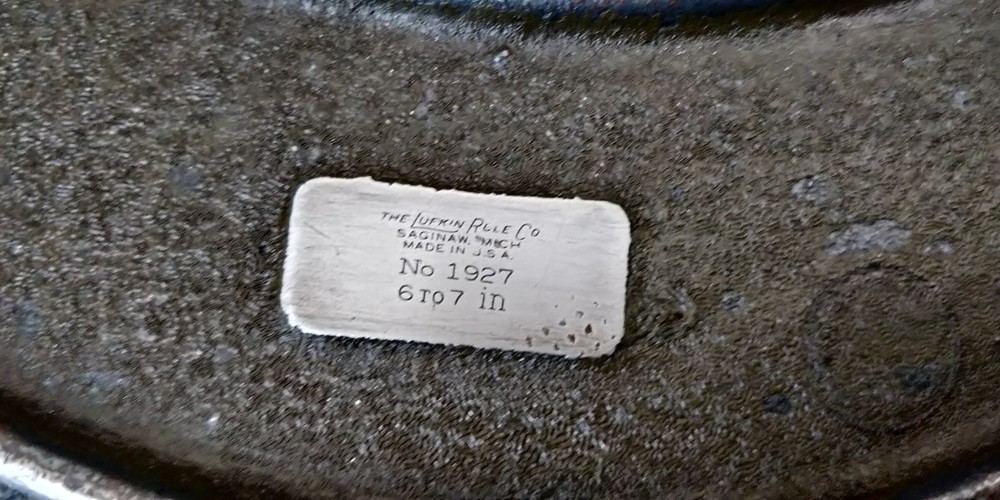 THE LUFKIN RULE CO
SAGINAW, MICH
MADE IN U.S.A.
No 1927
6 TO 7 in